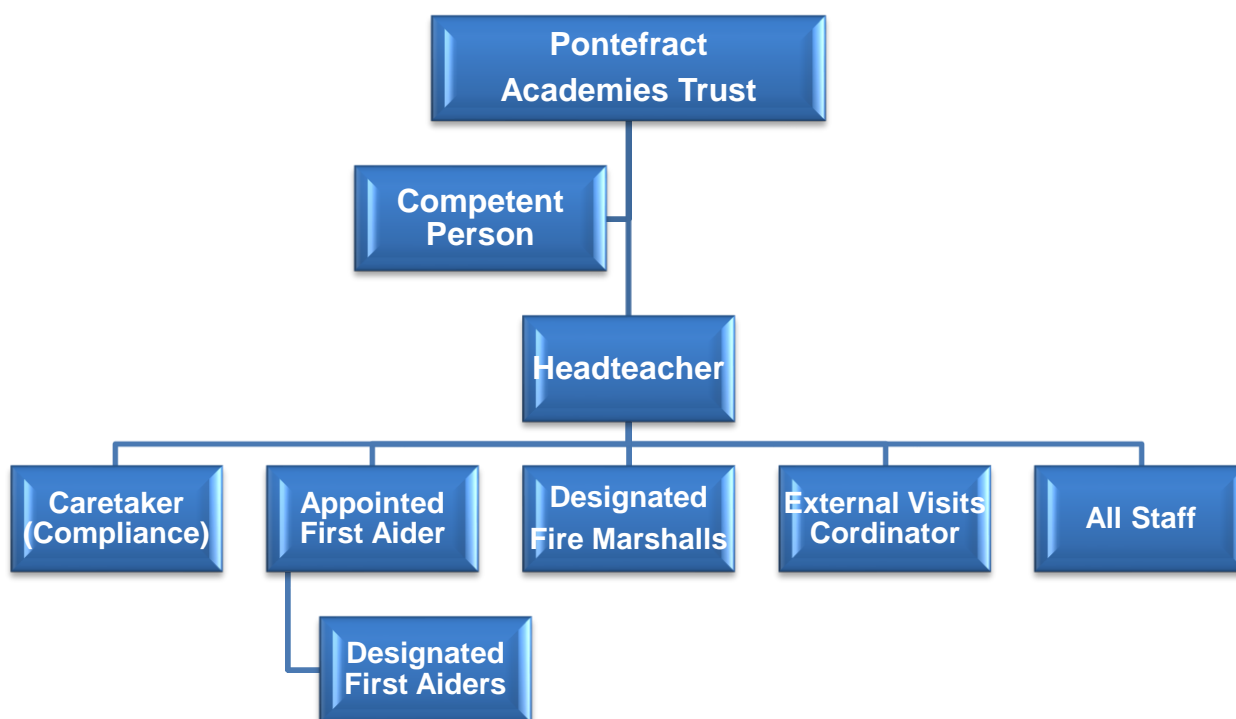 Pontefract
Academies Trust
Competent
Person
Headteacher
Caretaker
(Compliance)
Appointed
First Aider
Designated
Fire Marshalls
External Visits
Cordinator
All Staff
Designated
First Aiders